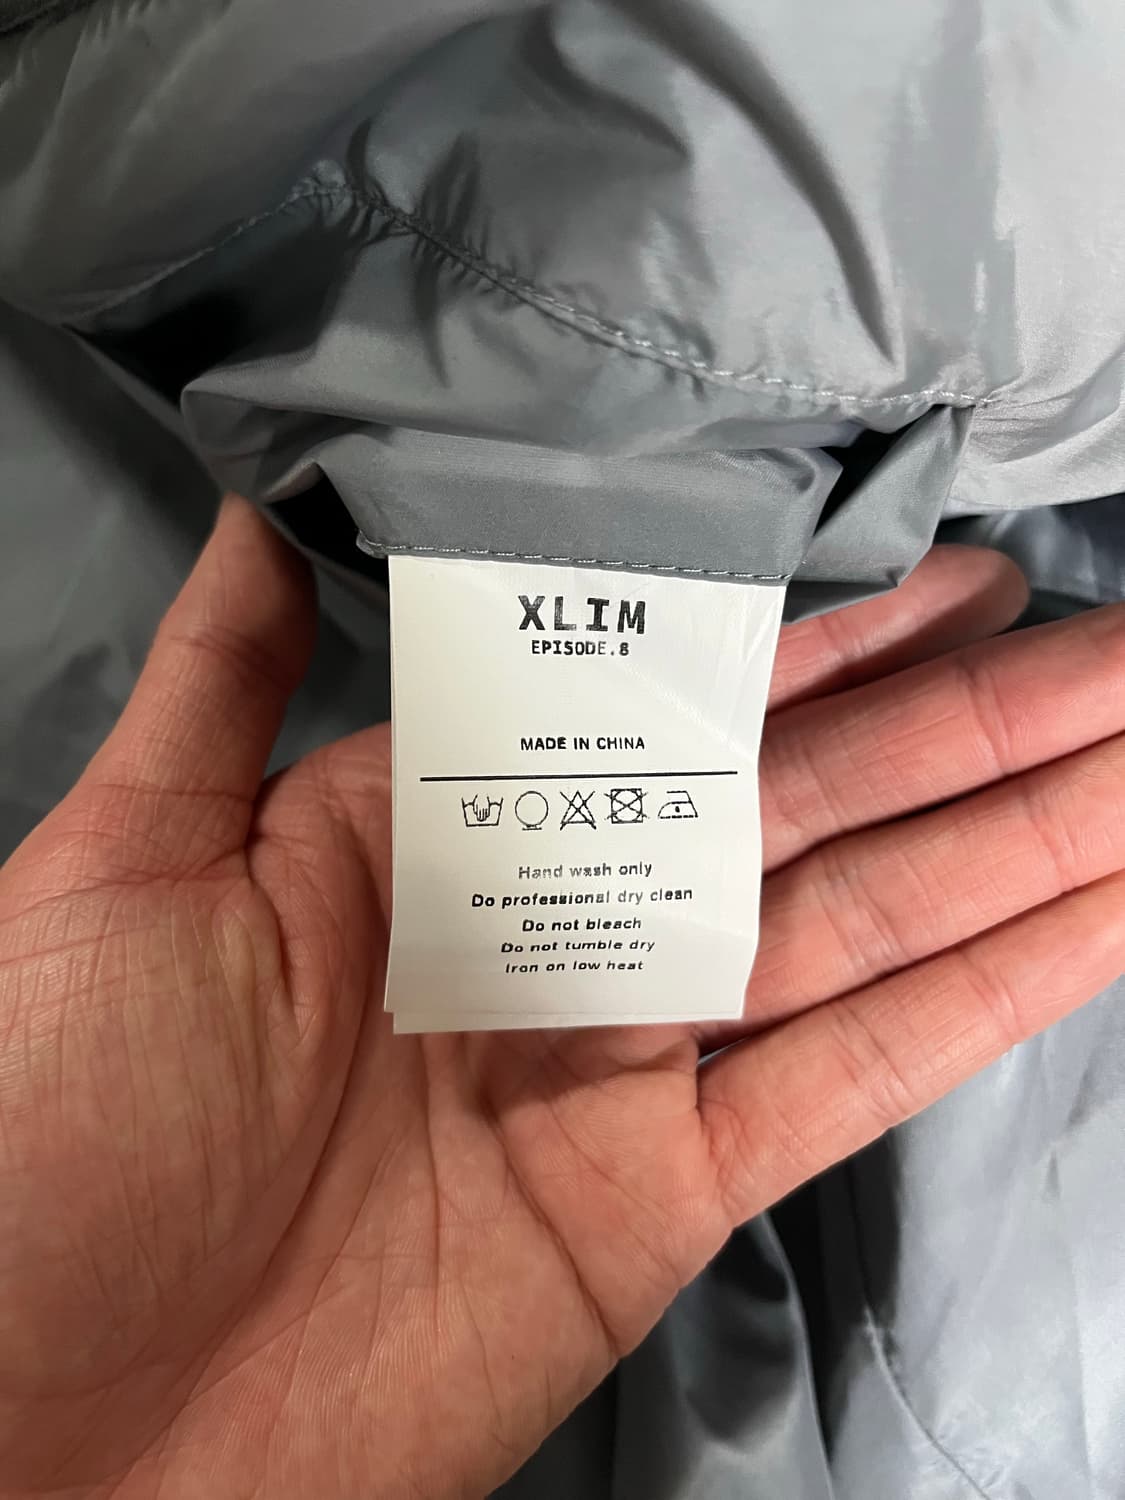 XLIM
EPISODE.8
MADE IN CHINA
Hand wash only
Do professional dry clean
Do not bleach
Do not tumble dry
Iron on low heat